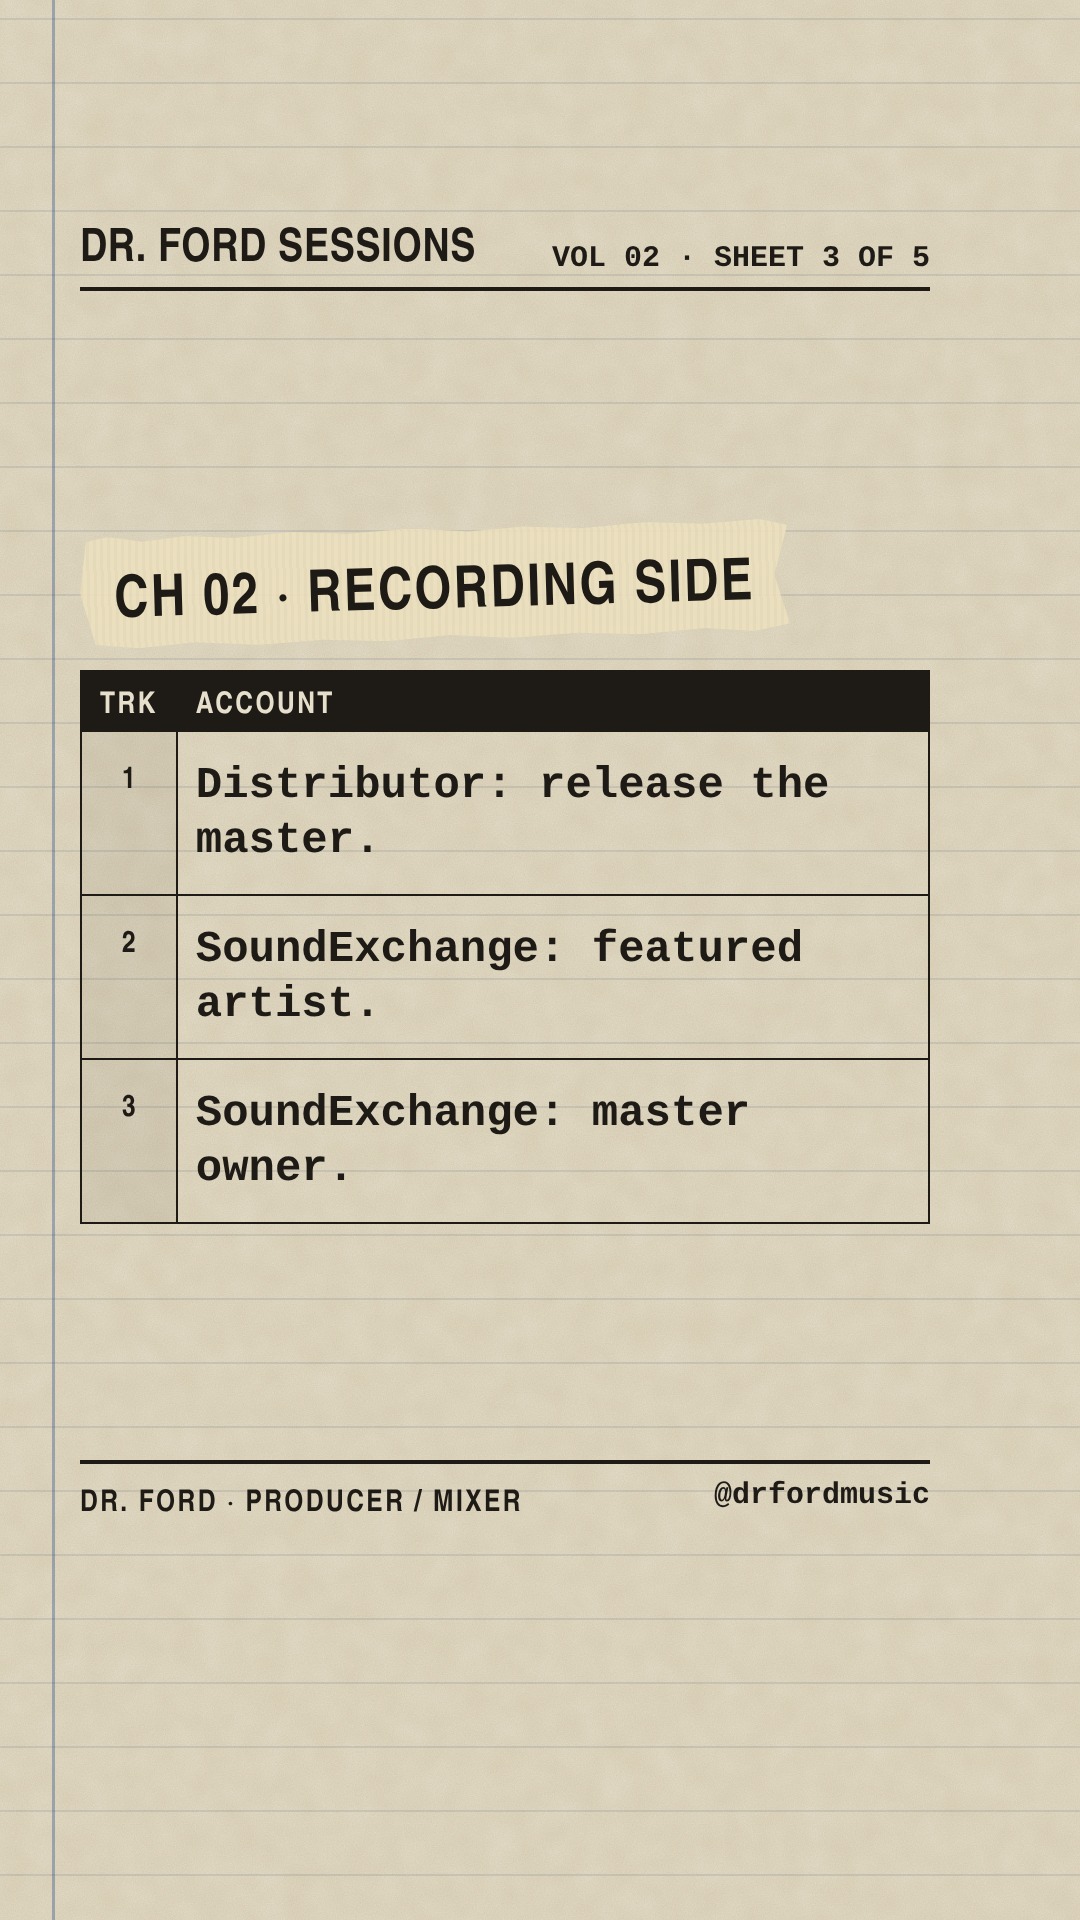 DR. FORD SESSIONS
VOL 02 · SHEET 3 OF 5
CH 02 · RECORDING SIDE
TRK ACCOUNT
1 Distributor: release the
master.
2 SoundExchange: featured
artist.
3 SoundExchange: master
owner.
DR. FORD · PRODUCER / MIXER
@drfordmusic